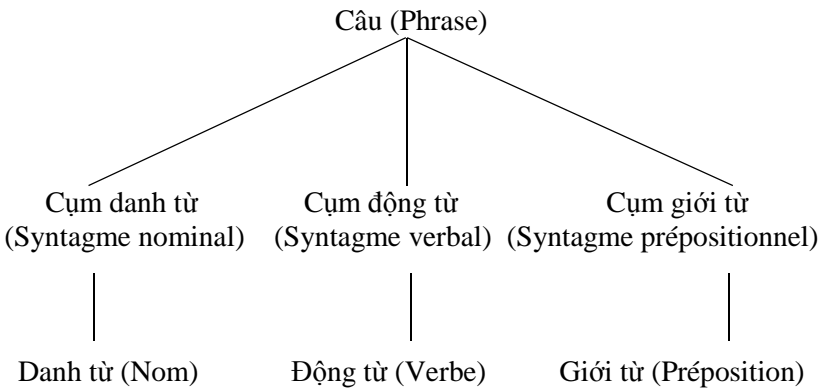 Câu (Phrase)
Cụm danh từ Cụm động từ Cụm giới từ
(Syntagme nominal) (Syntagme verbal) (Syntagme prépositionnel)
Danh từ (Nom) Động từ (Verbe) Giới từ (Préposition)